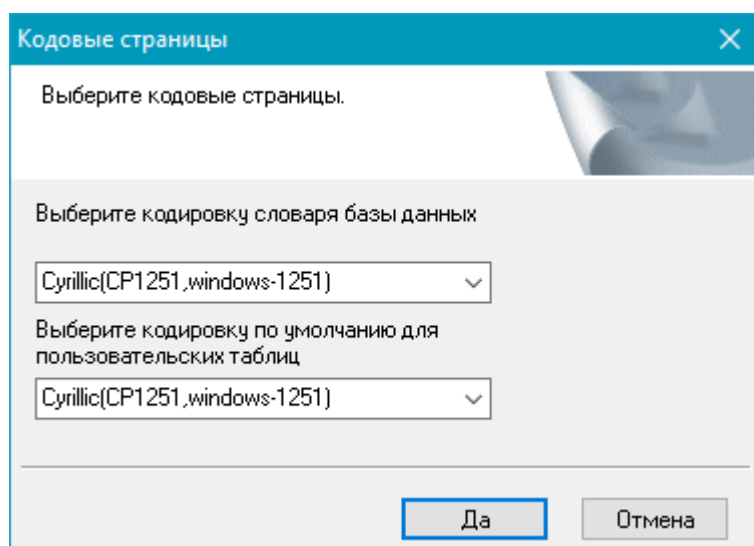 Кодовые страницы
Выберите кодовые страницы.
Выберите кодировку словаря базы данных
Cyrillic(CP1251,windows-1251)
Выберите кодировку по умолчанию для
пользовательских таблиц
Cyrillic(CP1251,windows-1251)
Да
Отмена